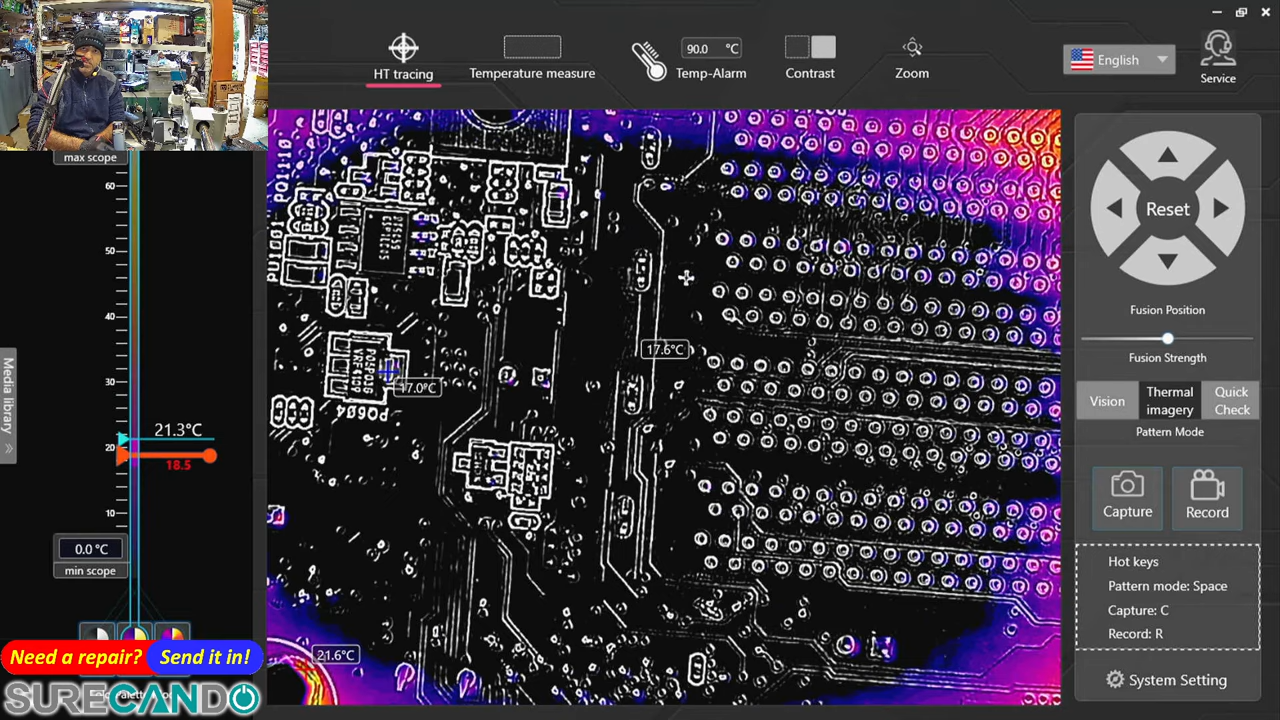 HT tracing
Temperature measure
90.0 °C
Temp-Alarm
Contrast
Zoom
English
Service
max scope
60
50
40
30
20
10
21.3°C
18.5
0.0 °C
min scope
Media library
PQ1110
PU1001
PQ604
17.6°C
17.0°C
21.6°C
Reset
Fusion Position
Fusion Strength
Vision
Thermal
imagery
Quick
Check
Pattern Mode
Capture
Record
Hot keys
Pattern mode: Space
Capture: C
Record: R
System Setting
Need a repair? Send it in!
SURECANDO